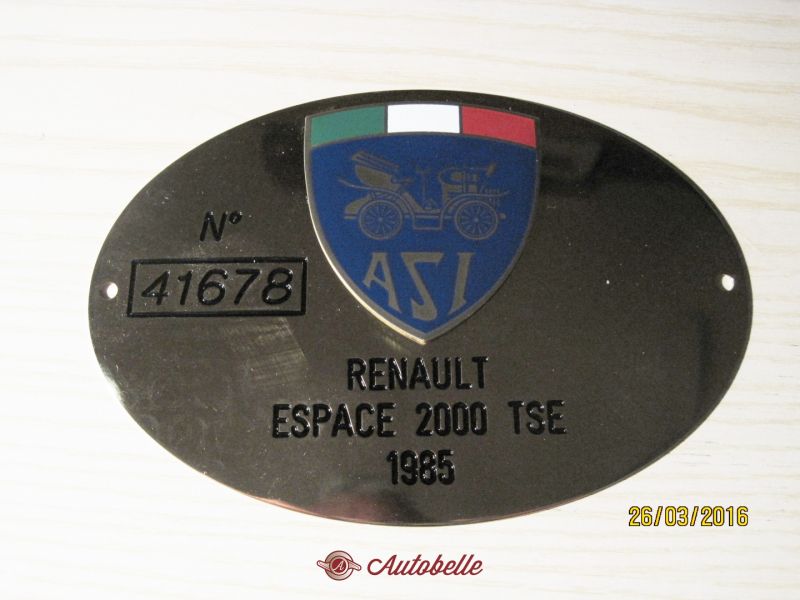 ASI
N°
41678
RENAULT
ESPACE 2000 TSE
1985
26/03/2016
Autobelle